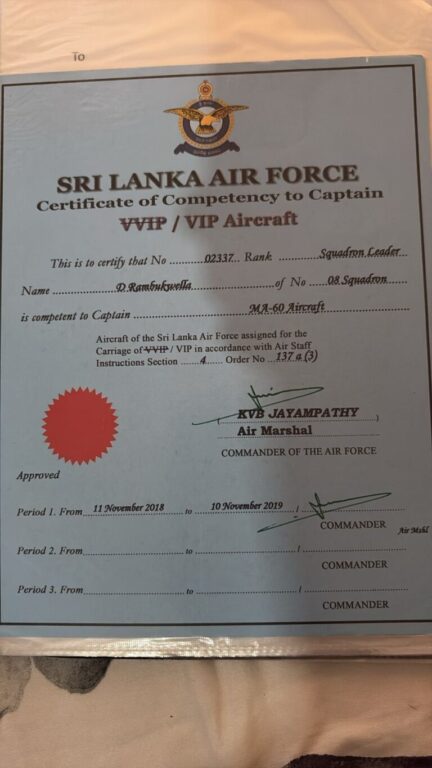 To
SRI LANKA AIR FORCE
Certificate of Competency to Captain
VVIP / VIP Aircraft
This is to certify that No ........02337.. Rank ........Squadron Leader
Name ..................D Rambukwella........................of No ..08 Squadron...
is competent to Captain ..............................MA-60 Aircraft..........................
Aircraft of the Sri Lanka Air Force assigned for the
Carriage of VVIP / VIP in accordance with Air Staff
Instructions Section ......4...... Order No ...137 a (3)
KVB JAYAMPATHY
Air Marshal
COMMANDER OF THE AIR FORCE
Approved
Period 1. From 11 November 2018 to 10 November 2019 /
COMMANDER Air Mshl
Period 2. From.................................. to .................................. /
COMMANDER
Period 3. From.................................. to .................................. /
COMMANDER